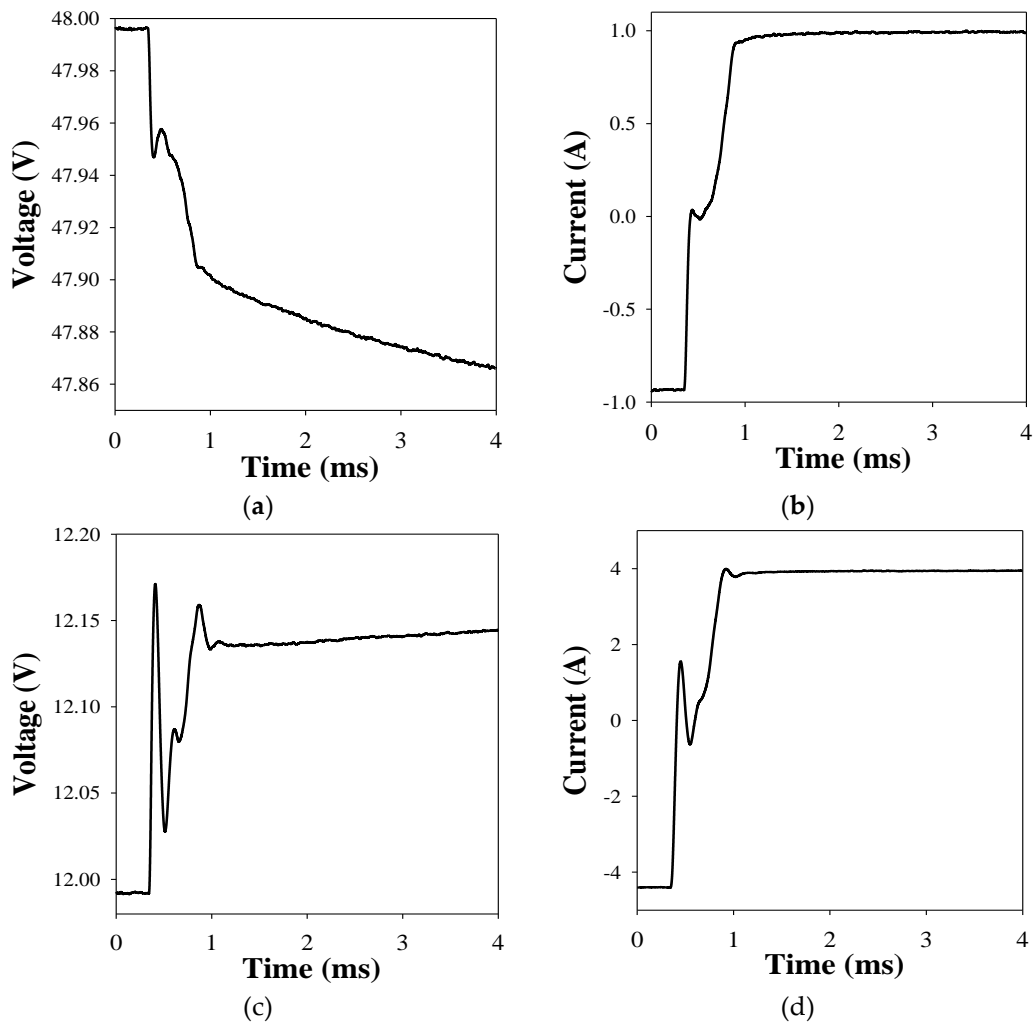 48.00
47.98
47.96
47.94
47.92
47.90
47.88
47.86
Voltage (V)
0 1 2 3 4
Time (ms)
(a)
1.0
0.5
0.0
-0.5
-1.0
Current (A)
0 1 2 3 4
Time (ms)
(b)
12.20
12.15
12.10
12.05
12.00
Voltage (V)
0 1 2 3 4
Time (ms)
(c)
4
2
0
-2
-4
Current (A)
0 1 2 3 4
Time (ms)
(d)